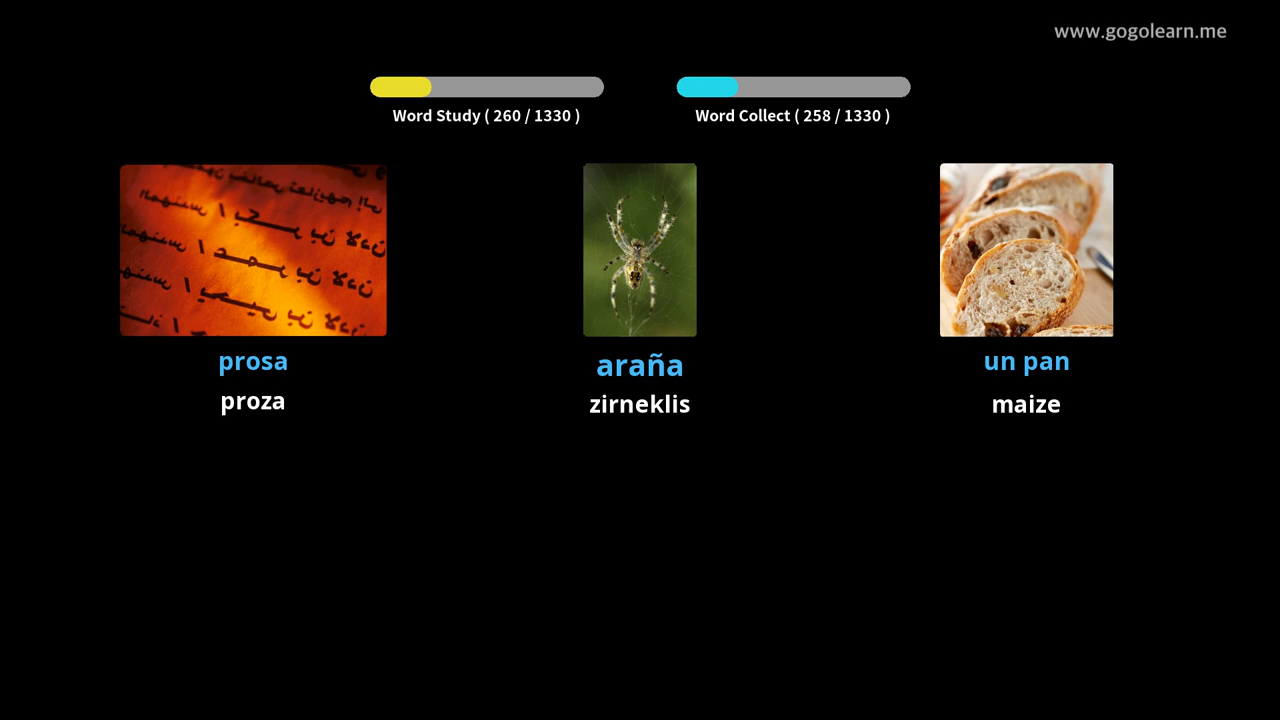 www.gogolearn.me
Word Study ( 260 / 1330 )
Word Collect ( 258 / 1330 )
prosa
araña
un pan
proza
zirneklis
maize